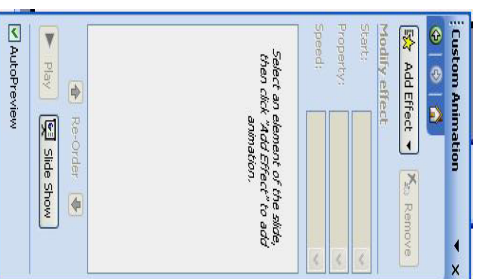 Custom Animation
Add Effect
Remove
Modify effect
Start:
Property:
Speed:
Select an element of the slide,
then click "Add Effect" to add
animation.
Re-Order
Play
Slide Show
AutoPreview